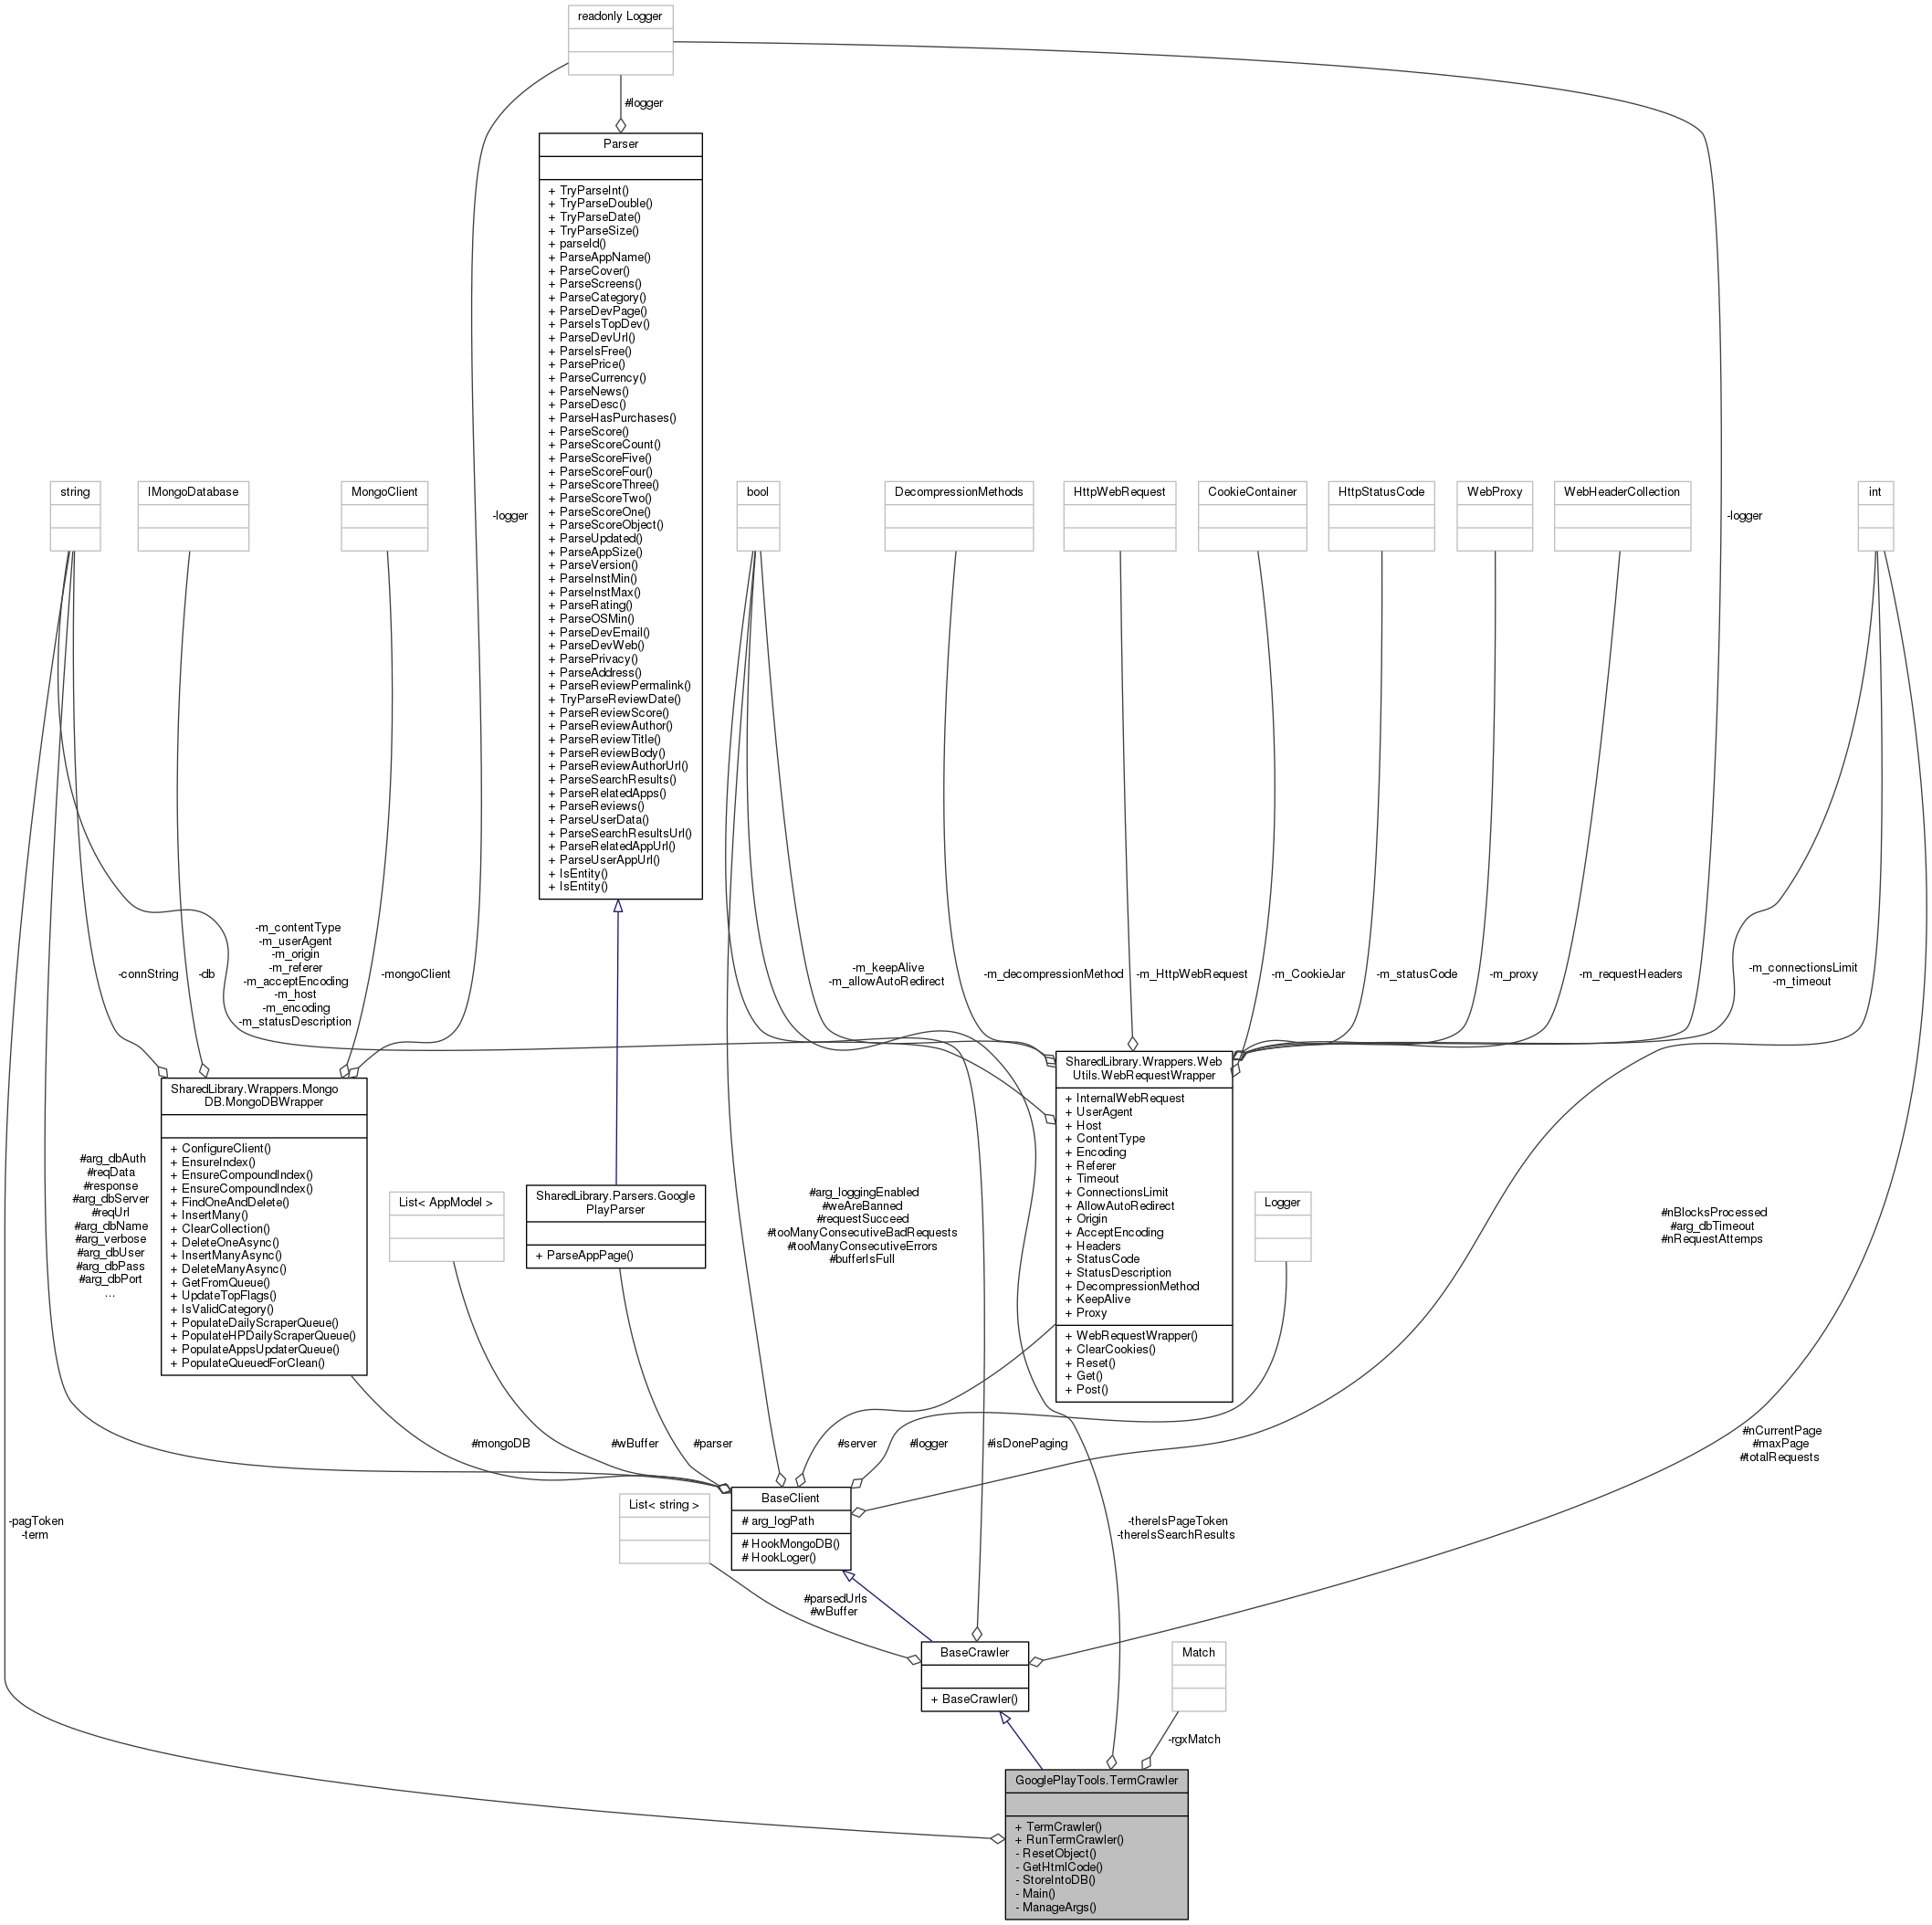 readonly Logger
#logger
Parser
+ TryParseInt()
+ TryParseDouble()
+ TryParseDate()
+ TryParseSize()
+ parseId()
+ ParseAppName()
+ ParseCover()
+ ParseScreens()
+ ParseCategory()
+ ParseDevPage()
+ ParseIsTopDev()
+ ParseDevUrl()
+ ParseIsFree()
+ ParsePrice()
+ ParseCurrency()
+ ParseNews()
+ ParseDesc()
+ ParseHasPurchases()
+ ParseScore()
+ ParseScoreCount()
+ ParseScoreFive()
+ ParseScoreFour()
+ ParseScoreThree()
+ ParseScoreTwo()
+ ParseScoreOne()
+ ParseScoreObject()
+ ParseUpdated()
+ ParseAppSize()
+ ParseVersion()
+ ParseInstMin()
+ ParseInstMax()
+ ParseRating()
+ ParseOSMin()
+ ParseDevEmail()
+ ParseDevWeb()
+ ParsePrivacy()
+ ParseAddress()
+ ParseReviewPermalink()
+ TryParseReviewDate()
+ ParseReviewScore()
+ ParseReviewAuthor()
+ ParseReviewTitle()
+ ParseReviewBody()
+ ParseReviewAuthorUrl()
+ ParseSearchResults()
+ ParseRelatedApps()
+ ParseReviews()
+ ParseUserData()
+ ParseSearchResultsUrl()
+ ParseRelatedAppUrl()
+ ParseUserAppUrl()
+ IsEntity()
+ IsEntity()
string
IMongoDatabase
MongoClient
bool
DecompressionMethods
HttpWebRequest
CookieContainer
HttpStatusCode
WebProxy
WebHeaderCollection
int
-logger
-logger
-connString
-db
-m_contentType
-m_userAgent
-m_origin
-m_referer
-m_acceptEncoding
-m_host
-m_encoding
-m_statusDescription
-mongoClient
-m_keepAlive
-m_allowAutoRedirect
-m_decompressionMethod
-m_HttpWebRequest
-m_CookieJar
-m_statusCode
-m_proxy
-m_requestHeaders
-m_connectionsLimit
-m_timeout
SharedLibrary.Wrappers.Mongo
DB.MongoDBWrapper
+ ConfigureClient()
+ EnsureIndex()
+ EnsureCompoundIndex()
+ EnsureCompoundIndex()
+ FindOneAndDelete()
+ InsertMany()
+ ClearCollection()
+ DeleteOneAsync()
+ InsertManyAsync()
+ DeleteManyAsync()
+ GetFromQueue()
+ UpdateTopFlags()
+ IsValidCategory()
+ PopulateDailyScraperQueue()
+ PopulateHPDailyScraperQueue()
+ PopulateAppsUpdaterQueue()
+ PopulateQueuedForClean()
SharedLibrary.Wrappers.Web
Utils.WebRequestWrapper
+ InternalWebRequest
+ UserAgent
+ Host
+ ContentType
+ Encoding
+ Referer
+ Timeout
+ ConnectionsLimit
+ AllowAutoRedirect
+ Origin
+ AcceptEncoding
+ Headers
+ StatusCode
+ StatusDescription
+ DecompressionMethod
+ KeepAlive
+ Proxy
+ WebRequestWrapper()
+ ClearCookies()
+ Reset()
+ Get()
+ Post()
#arg_dbAuth
#reqData
#response
#arg_dbServer
#reqUrl
#arg_dbName
#arg_verbose
#arg_dbUser
#arg_dbPass
#arg_dbPort
...
List< AppModel >
SharedLibrary.Parsers.Google
PlayParser
+ ParseAppPage()
#arg_loggingEnabled
#weAreBanned
#requestSucceed
#tooManyConsecutiveBadRequests
#tooManyConsecutiveErrors
#bufferIsFull
Logger
#nBlocksProcessed
#arg_dbTimeout
#nRequestAttemps
#mongoDB
#wBuffer
#parser
#server
#logger
#isDonePaging
#nCurrentPage
#maxPage
#totalRequests
List< string >
BaseClient
# arg_logPath
# HookMongoDB()
# HookLoger()
-pagToken
-term
-thereIsPageToken
-thereIsSearchResults
#parsedUrls
#wBuffer
BaseCrawler
+ BaseCrawler()
Match
-rgxMatch
GooglePlayTools.TermCrawler
+ TermCrawler()
+ RunTermCrawler()
- ResetObject()
- GetHtmlCode()
- StoreIntoDB()
- Main()
- ManageArgs()